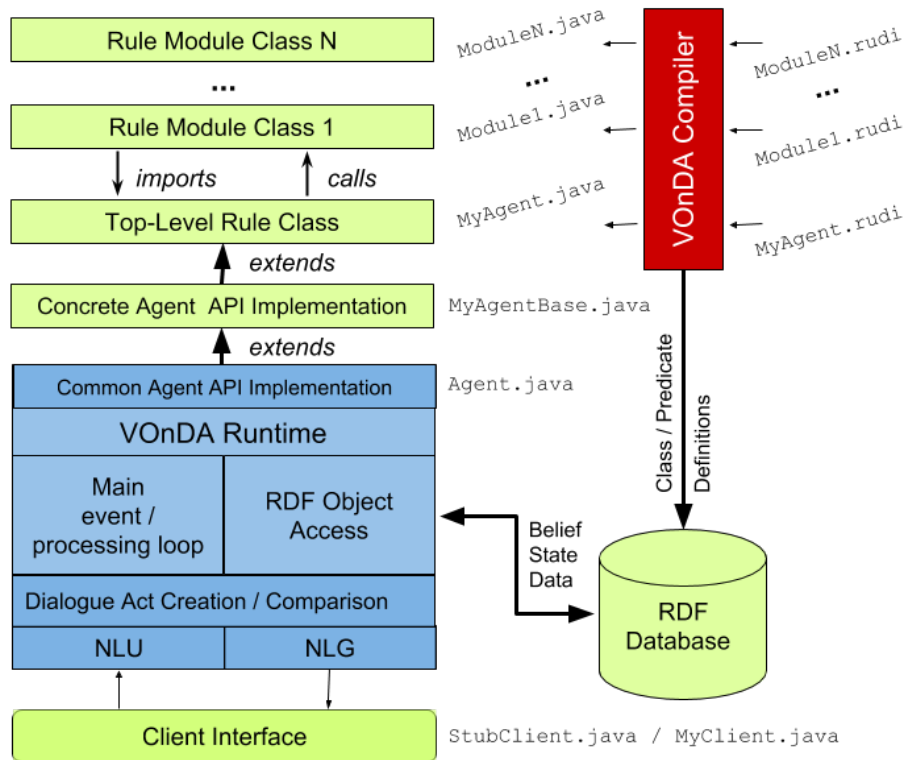 Rule Module Class N
...
Rule Module Class 1
imports
calls
Top-Level Rule Class
extends
Concrete Agent API Implementation
extends
Common Agent API Implementation
VOnDA Runtime
Main
event /
processing loop
RDF Object
Access
Dialogue Act Creation / Comparison
NLU
NLG
Client Interface
ModuleN.java
...
Module1.java
MyAgent.java
MyAgentBase.java
Agent.java
StubClient.java / MyClient.java
VOnDA Compiler
ModuleN.rudi
...
Module1.rudi
MyAgent.rudi
Class / Predicate
Definitions
Belief
State
Data
RDF
Database